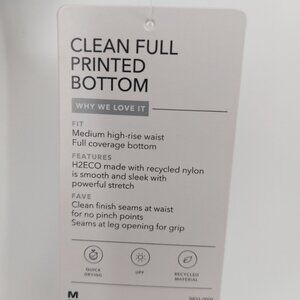 CLEAN FULL
PRINTED
BOTTOM
WHY WE LOVE IT
FIT
Medium high-rise waist
Full coverage bottom
FEATURES
H2ECO made with recycled nylon
is smooth and sleek with
powerful stretch
FAVE
Clean finish seams at waist
for no pinch points
Seams at leg opening for grip
QUICK
DRYING
UPF
RECYCLED
MATERIAL
M